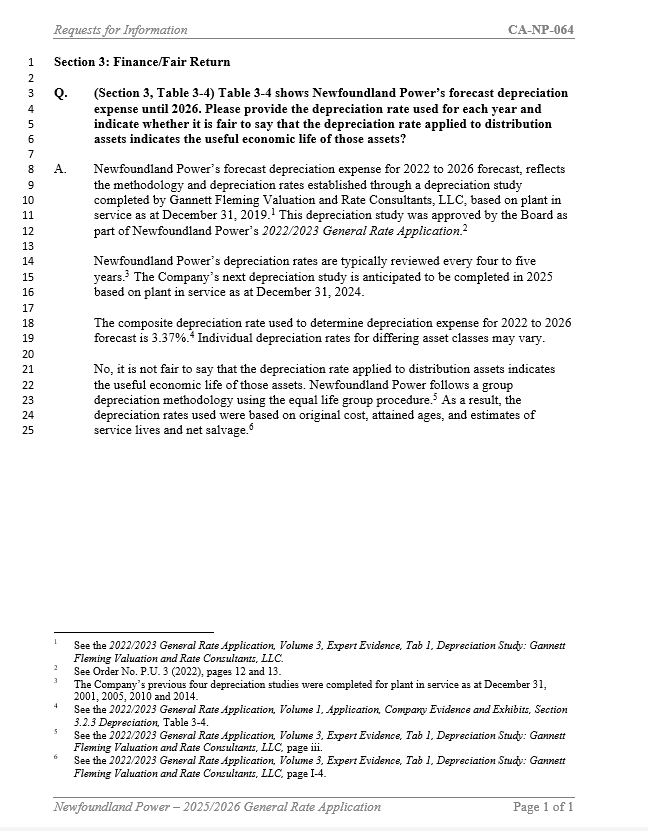 Requests for Information CA-NP-064
1 Section 3: Finance/Fair Return
2
3 Q. (Section 3, Table 3-4) Table 3-4 shows Newfoundland Power's forecast depreciation
4 expense until 2026. Please provide the depreciation rate used for each year and
5 indicate whether it is fair to say that the depreciation rate applied to distribution
6 assets indicates the useful economic life of those assets?
7
8 A. Newfoundland Power's forecast depreciation expense for 2022 to 2026 forecast, reflects
9 the methodology and depreciation rates established through a depreciation study
10 completed by Gannett Fleming Valuation and Rate Consultants, LLC, based on plant in
11 service as at December 31, 2019.1 This depreciation study was approved by the Board as
12 part of Newfoundland Power's 2022/2023 General Rate Application.2
13
14 Newfoundland Power's depreciation rates are typically reviewed every four to five
15 years.3 The Company's next depreciation study is anticipated to be completed in 2025
16 based on plant in service as at December 31, 2024.
17
18 The composite depreciation rate used to determine depreciation expense for 2022 to 2026
19 forecast is 3.37%.4 Individual depreciation rates for differing asset classes may vary.
20
21 No, it is not fair to say that the depreciation rate applied to distribution assets indicates
22 the useful economic life of those assets. Newfoundland Power follows a group
23 depreciation methodology using the equal life group procedure.5 As a result, the
24 depreciation rates used were based on original cost, attained ages, and estimates of
25 service lives and net salvage.6
1 See the 2022/2023 General Rate Application, Volume 3, Expert Evidence, Tab 1, Depreciation Study: Gannett
Fleming Valuation and Rate Consultants, LLC.
2 See Order No. P.U. 3 (2022), pages 12 and 13.
3 The Company's previous four depreciation studies were completed for plant in service as at December 31,
2001, 2005, 2010 and 2014.
4 See the 2022/2023 General Rate Application, Volume 1, Application, Company Evidence and Exhibits, Section
3.2.3 Depreciation, Table 3-4.
5 See the 2022/2023 General Rate Application, Volume 3, Expert Evidence, Tab 1, Depreciation Study: Gannett
Fleming Valuation and Rate Consultants, LLC, page iii.
6 See the 2022/2023 General Rate Application, Volume 3, Expert Evidence, Tab 1, Depreciation Study: Gannett
Fleming Valuation and Rate Consultants, LLC, page I-4.
Newfoundland Power – 2025/2026 General Rate Application Page 1 of 1